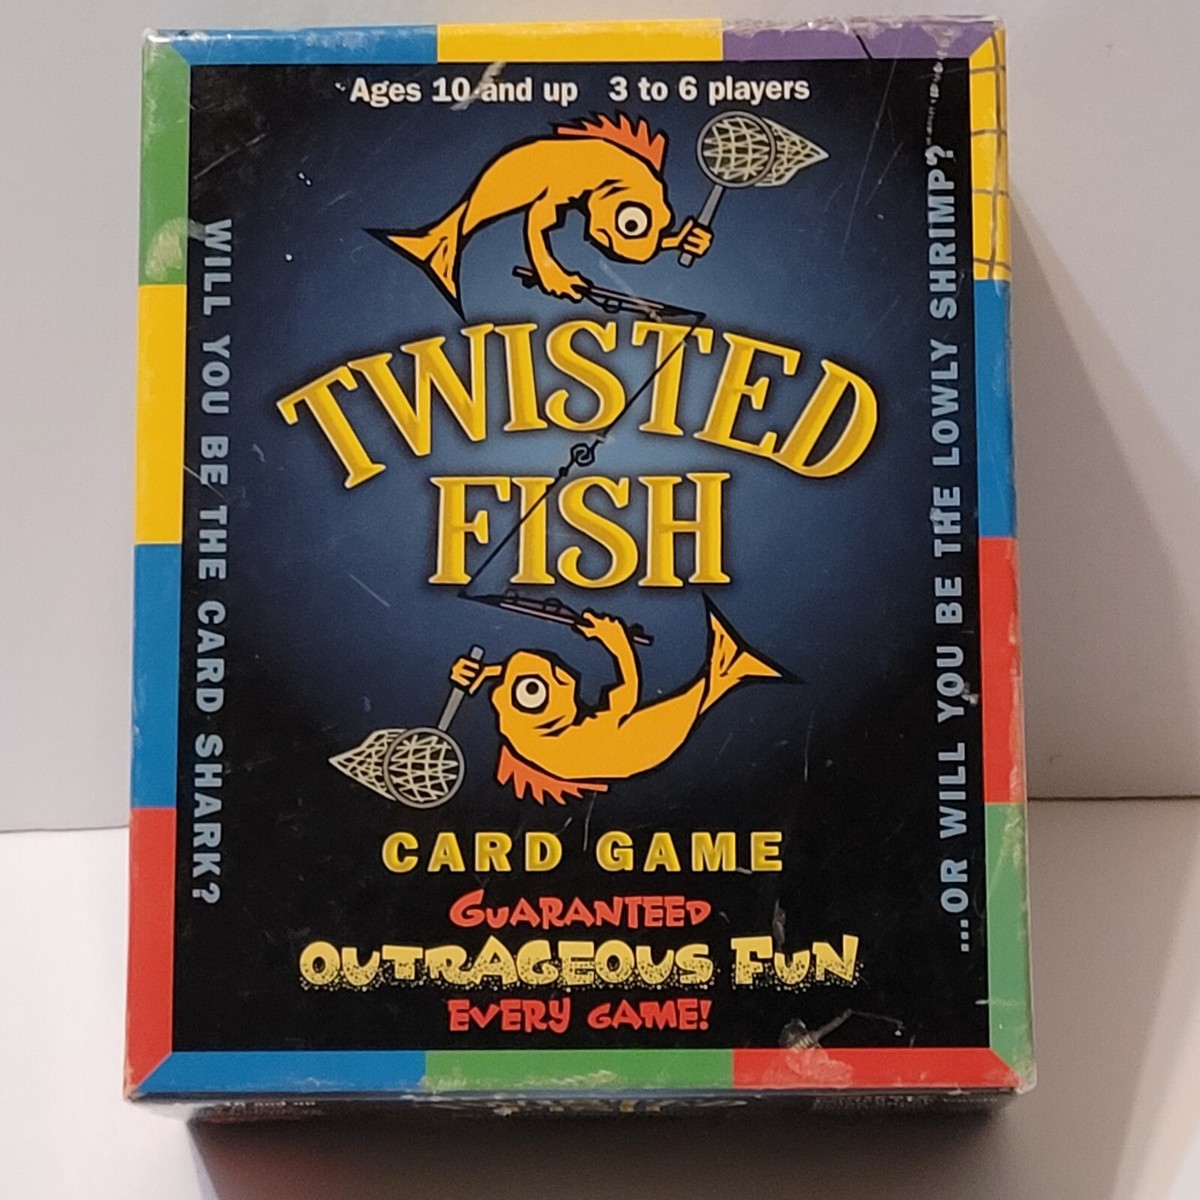 Ages 10 and up 3 to 6 players
WILL YOU BE THE CARD SHARK?
...OR WILL YOU BE THE LOWLY SHRIMP?
TWISTED
FISH
CARD GAME
GUARANTEED
OUTRAGEOUS FUN
EVERY GAME!